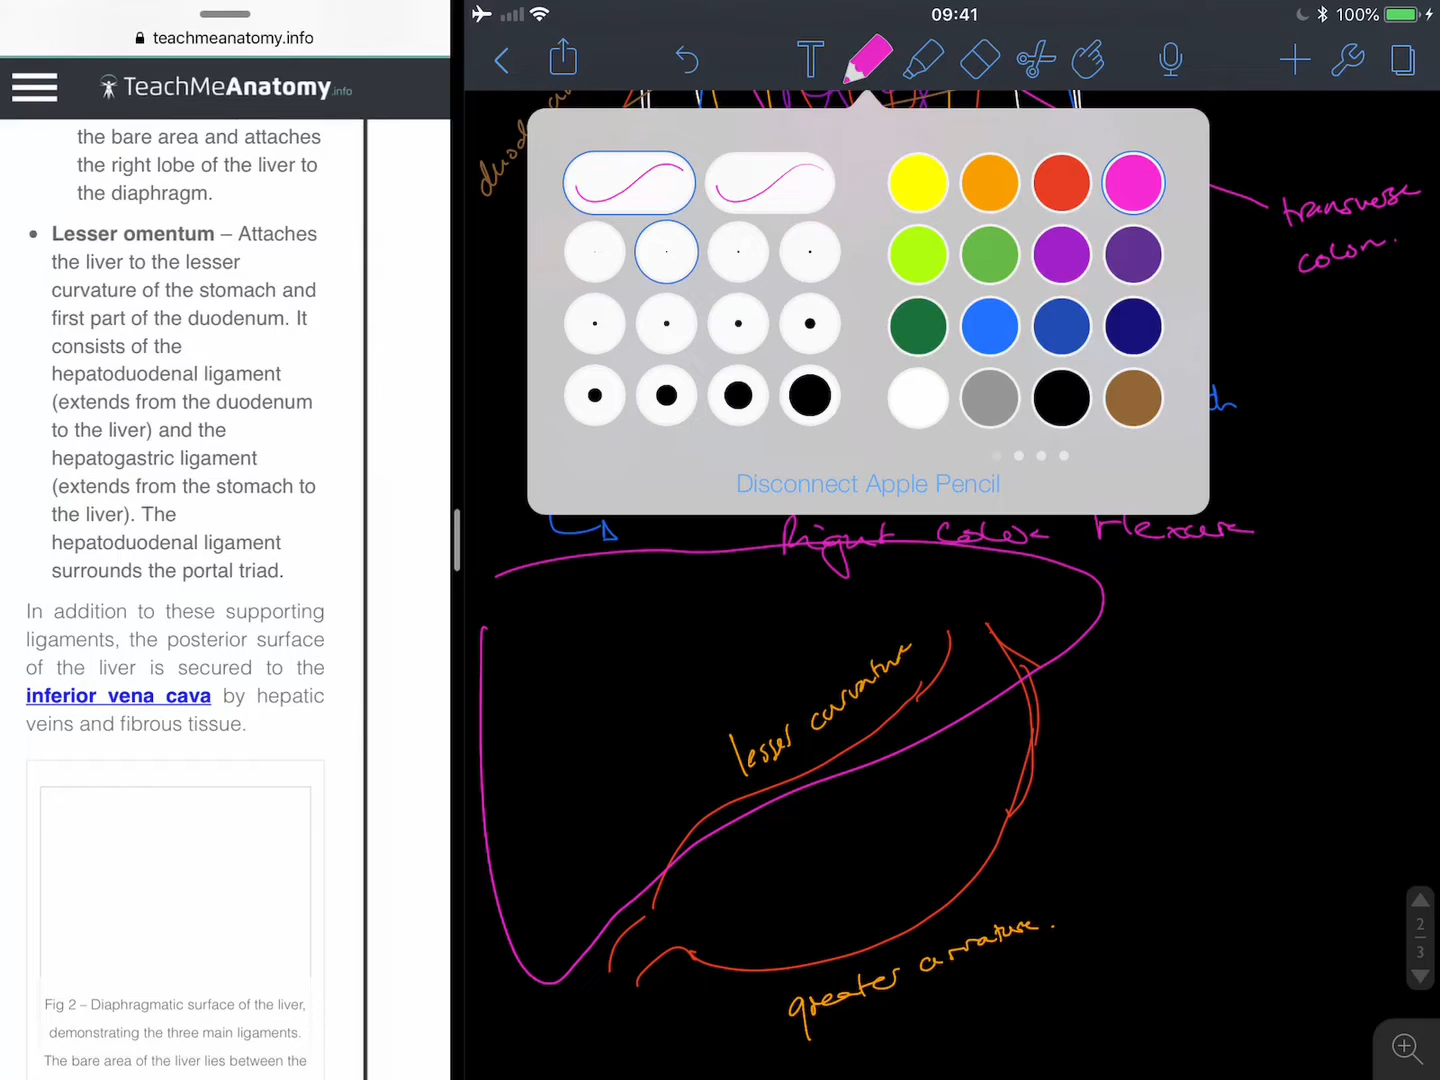 teachmeanatomy.info
TeachMeAnatomy.info
the bare area and attaches
the right lobe of the liver to
the diaphragm.
• Lesser omentum – Attaches
the liver to the lesser
curvature of the stomach and
first part of the duodenum. It
consists of the
hepatoduodenal ligament
(extends from the duodenum
to the liver) and the
hepatogastric ligament
(extends from the stomach to
the liver). The
hepatoduodenal ligament
surrounds the portal triad.
In addition to these supporting
ligaments, the posterior surface
of the liver is secured to the
inferior vena cava by hepatic
veins and fibrous tissue.
Fig 2 – Diaphragmatic surface of the liver,
demonstrating the three main ligaments.
The bare area of the liver lies between the
09:41
100%
T
transverse
colon.
Disconnect Apple Pencil
Right Colic Flexure
lesser curvature
greater curvature.
2
3